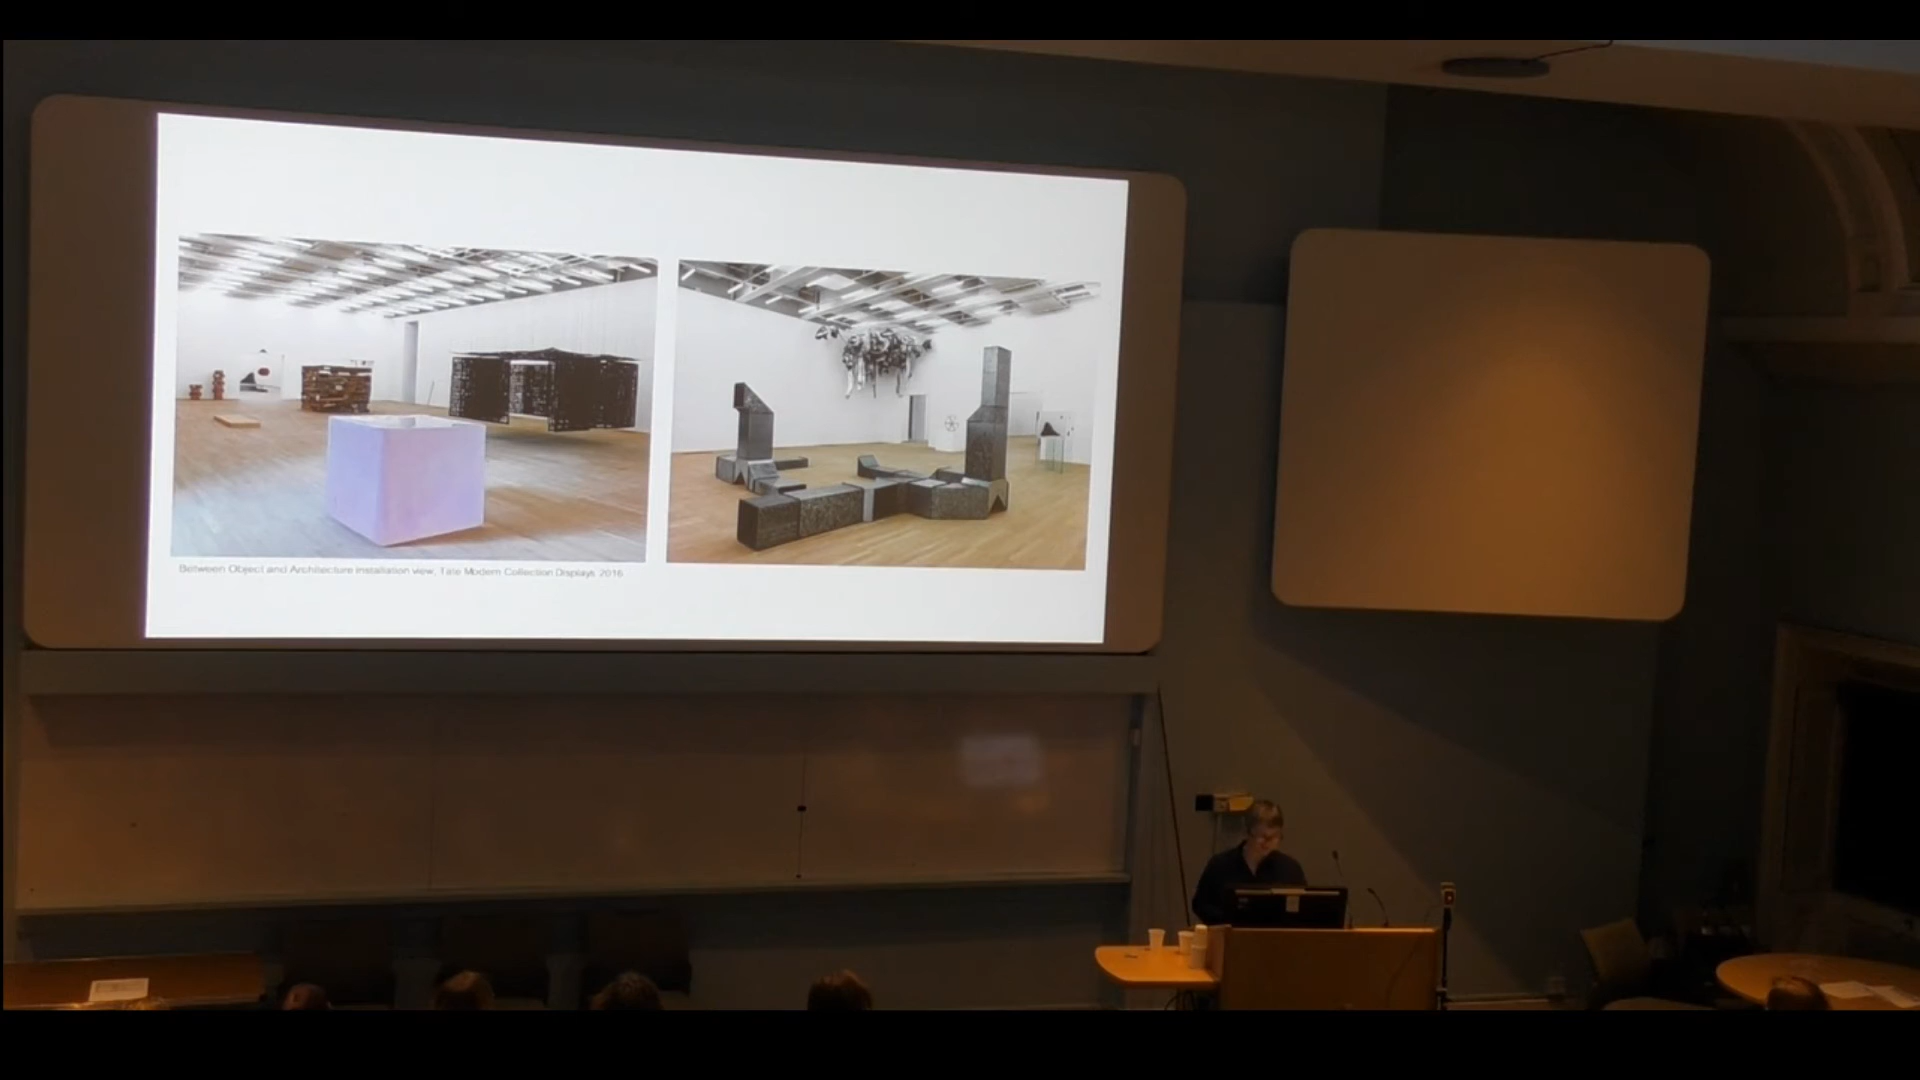 Between Object and Architecture installation view, Tate Modern Collection Displays, 2016